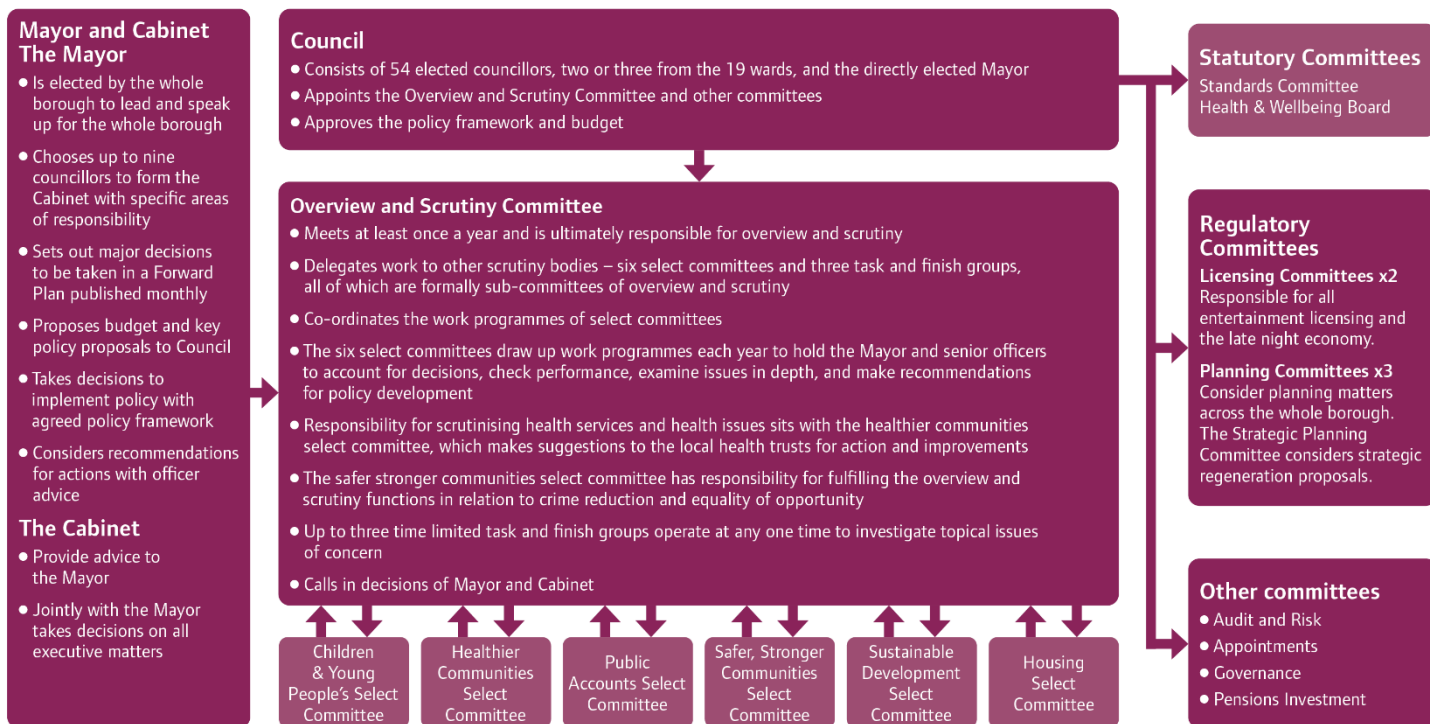 Mayor and Cabinet
The Mayor
• Is elected by the whole
borough to lead and speak
up for the whole borough
• Chooses up to nine
councillors to form the
Cabinet with specific areas
of responsibility
• Sets out major decisions
to be taken in a Forward
Plan published monthly
• Proposes budget and key
policy proposals to Council
• Takes decisions to
implement policy with
agreed policy framework
• Considers recommendations
for actions with officer
advice
The Cabinet
• Provide advice to
the Mayor
• Jointly with the Mayor
takes decisions on all
executive matters
Council
• Consists of 54 elected councillors, two or three from the 19 wards, and the directly elected Mayor
• Appoints the Overview and Scrutiny Committee and other committees
• Approves the policy framework and budget
Overview and Scrutiny Committee
• Meets at least once a year and is ultimately responsible for overview and scrutiny
• Delegates work to other scrutiny bodies – six select committees and three task and finish groups,
all of which are formally sub-committees of overview and scrutiny
• Co-ordinates the work programmes of select committees
• The six select committees draw up work programmes each year to hold the Mayor and senior officers
to account for decisions, check performance, examine issues in depth, and make recommendations
for policy development
• Responsibility for scrutinising health services and health issues sits with the healthier communities
select committee, which makes suggestions to the local health trusts for action and improvements
• The safer stronger communities select committee has responsibility for fulfilling the overview and
scrutiny functions in relation to crime reduction and equality of opportunity
• Up to three time limited task and finish groups operate at any one time to investigate topical issues
of concern
• Calls in decisions of Mayor and Cabinet
Children
& Young
People's Select
Committee
Healthier
Communities
Select
Committee
Public
Accounts Select
Committee
Safer, Stronger
Communities
Select
Committee
Sustainable
Development
Select
Committee
Housing
Select
Committee
Statutory Committees
Standards Committee
Health & Wellbeing Board
Regulatory
Committees
Licensing Committees x2
Responsible for all
entertainment licensing and
the late night economy.
Planning Committees x3
Consider planning matters
across the whole borough.
The Strategic Planning
Committee considers strategic
regeneration proposals.
Other committees
• Audit and Risk
• Appointments
• Governance
• Pensions Investment